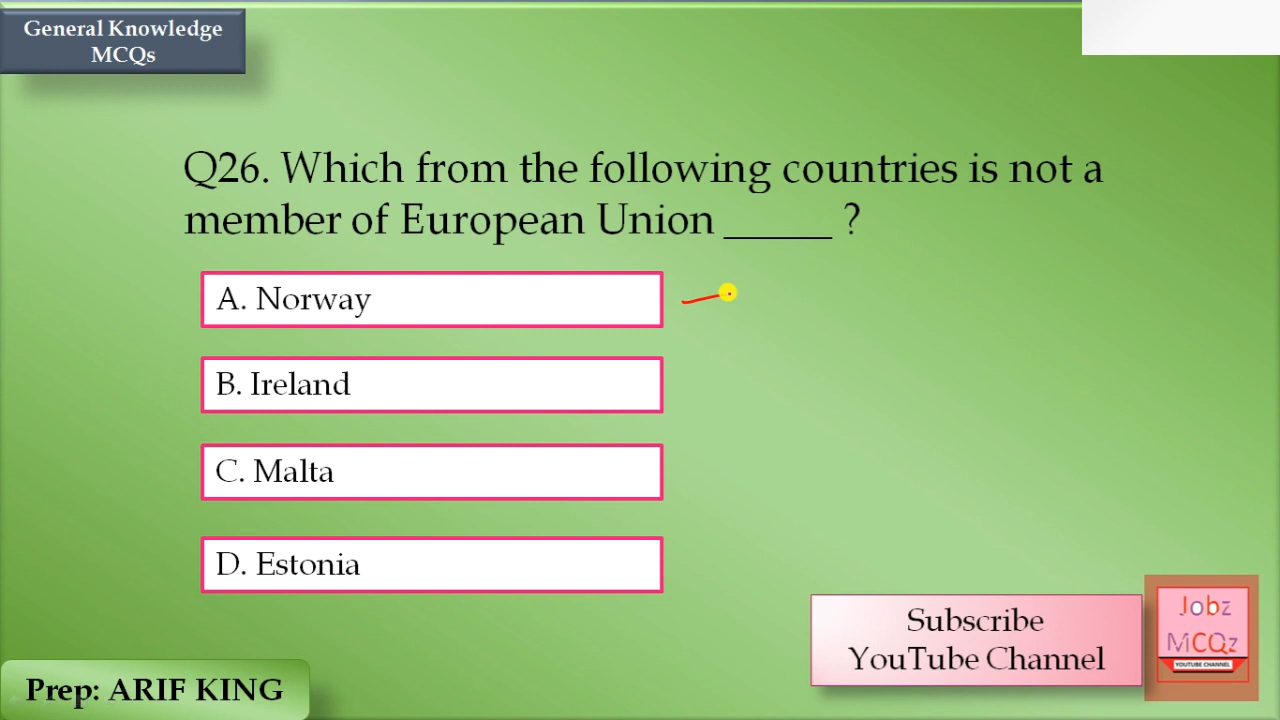 General Knowledge
MCQs
Q26. Which from the following countries is not a
member of European Union _____ ?
A. Norway
B. Ireland
C. Malta
D. Estonia
Subscribe
YouTube Channel
Jobz
MCQz
YOUTUBE CHANNEL
Prep: ARIF KING